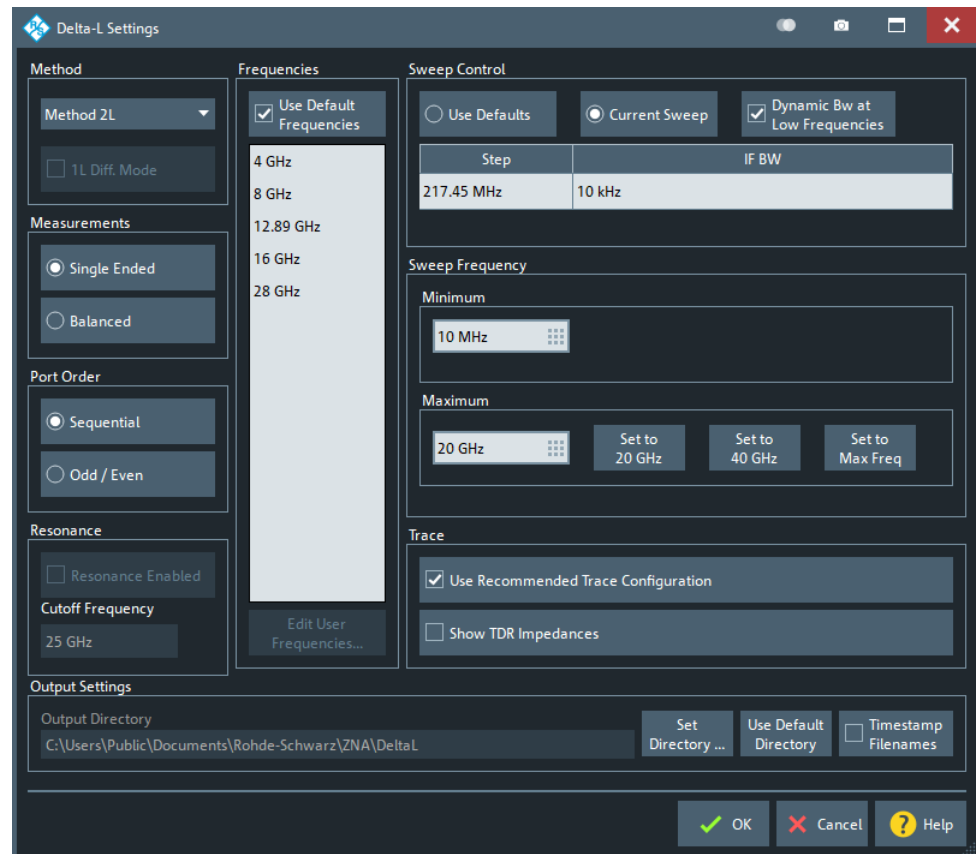 R&S Delta-L Settings
Method
Method 2L
1L Diff. Mode
Measurements
Single Ended
Balanced
Port Order
Sequential
Odd / Even
Resonance
Resonance Enabled
Cutoff Frequency
25 GHz
Frequencies
Use Default
Frequencies
4 GHz
8 GHz
12.89 GHz
16 GHz
28 GHz
Edit User
Frequencies...
Sweep Control
Use Defaults
Current Sweep
Dynamic Bw at
Low Frequencies
Step IF BW
217.45 MHz 10 kHz
Sweep Frequency
Minimum
10 MHz
Maximum
20 GHz
Set to
20 GHz
Set to
40 GHz
Set to
Max Freq
Trace
Use Recommended Trace Configuration
Show TDR Impedances
Output Settings
Output Directory
C:\Users\Public\Documents\Rohde-Schwarz\ZNA\DeltaL
Set
Directory ...
Use Default
Directory
Timestamp
Filenames
OK
Cancel
? Help